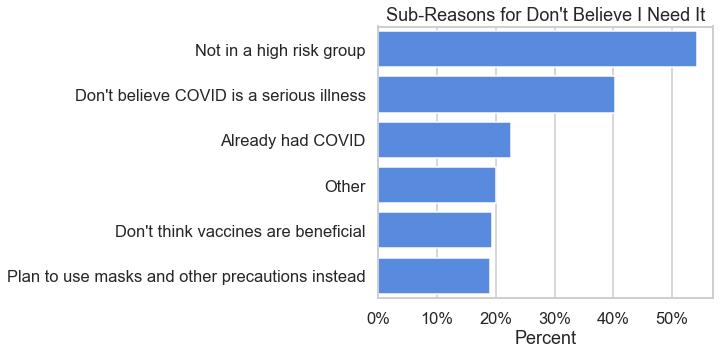 Sub-Reasons for Don't Believe I Need It
Not in a high risk group
Don't believe COVID is a serious illness
Already had COVID
Other
Don't think vaccines are beneficial
Plan to use masks and other precautions instead
0% 10% 20% 30% 40% 50%
Percent